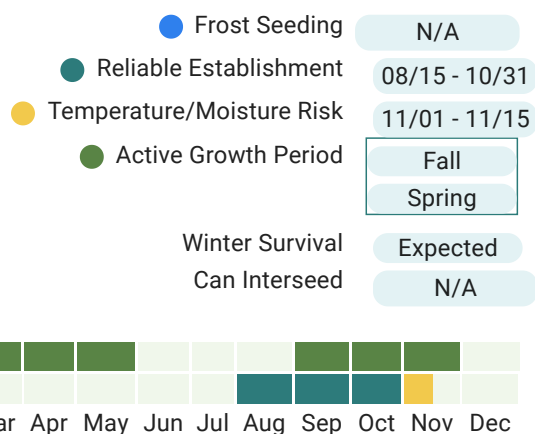 Frost Seeding N/A
Reliable Establishment 08/15 - 10/31
Temperature/Moisture Risk 11/01 - 11/15
Active Growth Period Fall
Spring
Winter Survival Expected
Can Interseed N/A
ar Apr May Jun Jul Aug Sep Oct Nov Dec